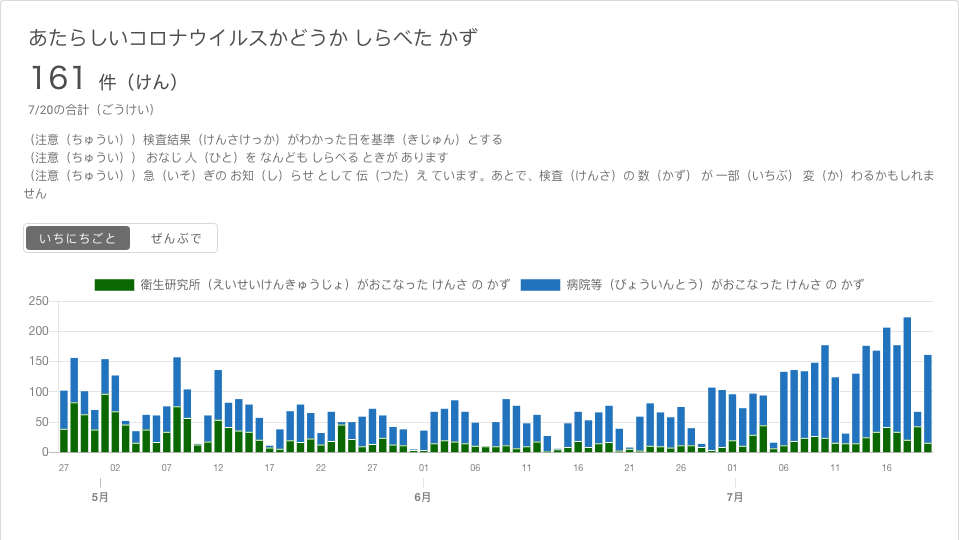 あたらしいコロナウイルスかどうか しらべた かず
161 件（けん）
7/20の合計（ごうけい）
（注意（ちゅうい））検査結果（けんさけっか）がわかった日を基準（きじゅん）とする
（注意（ちゅうい）） おなじ 人（ひと）を なんども しらべる ときが あります
（注意（ちゅうい））急（いそ）ぎの お知（し）らせ として 伝（つた）え ています。あとで、検査（けんさ）の 数（かず） が 一部（いちぶ） 変（か）わるかもしれま
せん
いちにちごと ぜんぶで
衛生研究所（えいせいけんきゅうじょ）がおこなった けんさ の かず 病院等（びょういんとう）がおこなった けんさ の かず
250
200
150
100
50
0
27 02 07 12 17 22 27 01 06 11 16 21 26 01 06 11 16
5月 6月 7月